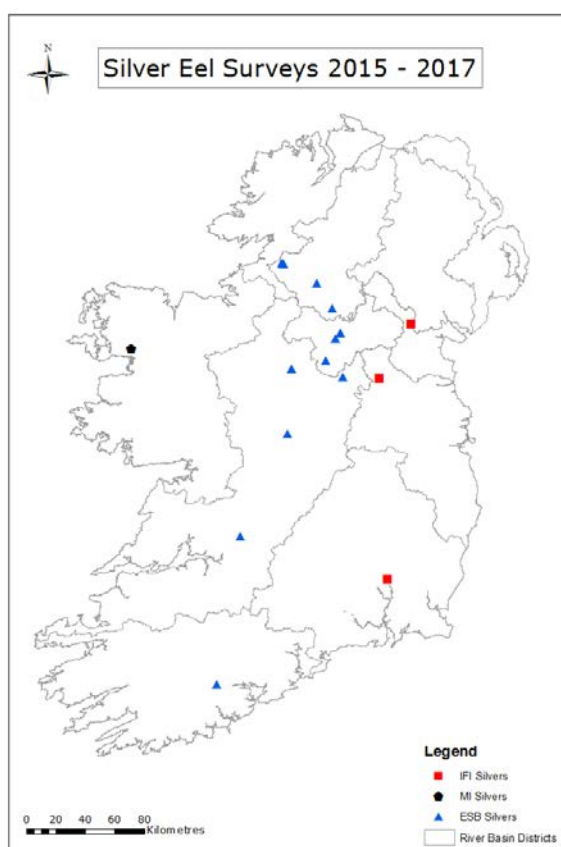 N
Silver Eel Surveys 2015 - 2017
Legend
IFI Silvers
MI Silvers
ESB Silvers
River Basin Districts
0 10 20 40 60 80
Kilometres